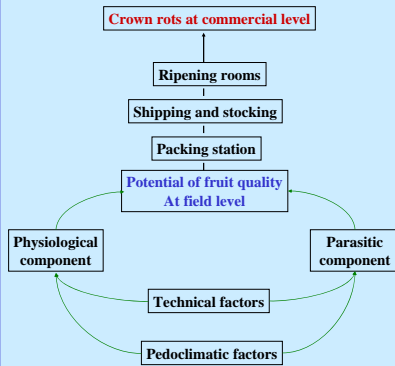 Crown rots at commercial level
Ripening rooms
Shipping and stocking
Packing station
Potential of fruit quality
At field level
Physiological
component
Parasitic
component
Technical factors
Pedoclimatic factors